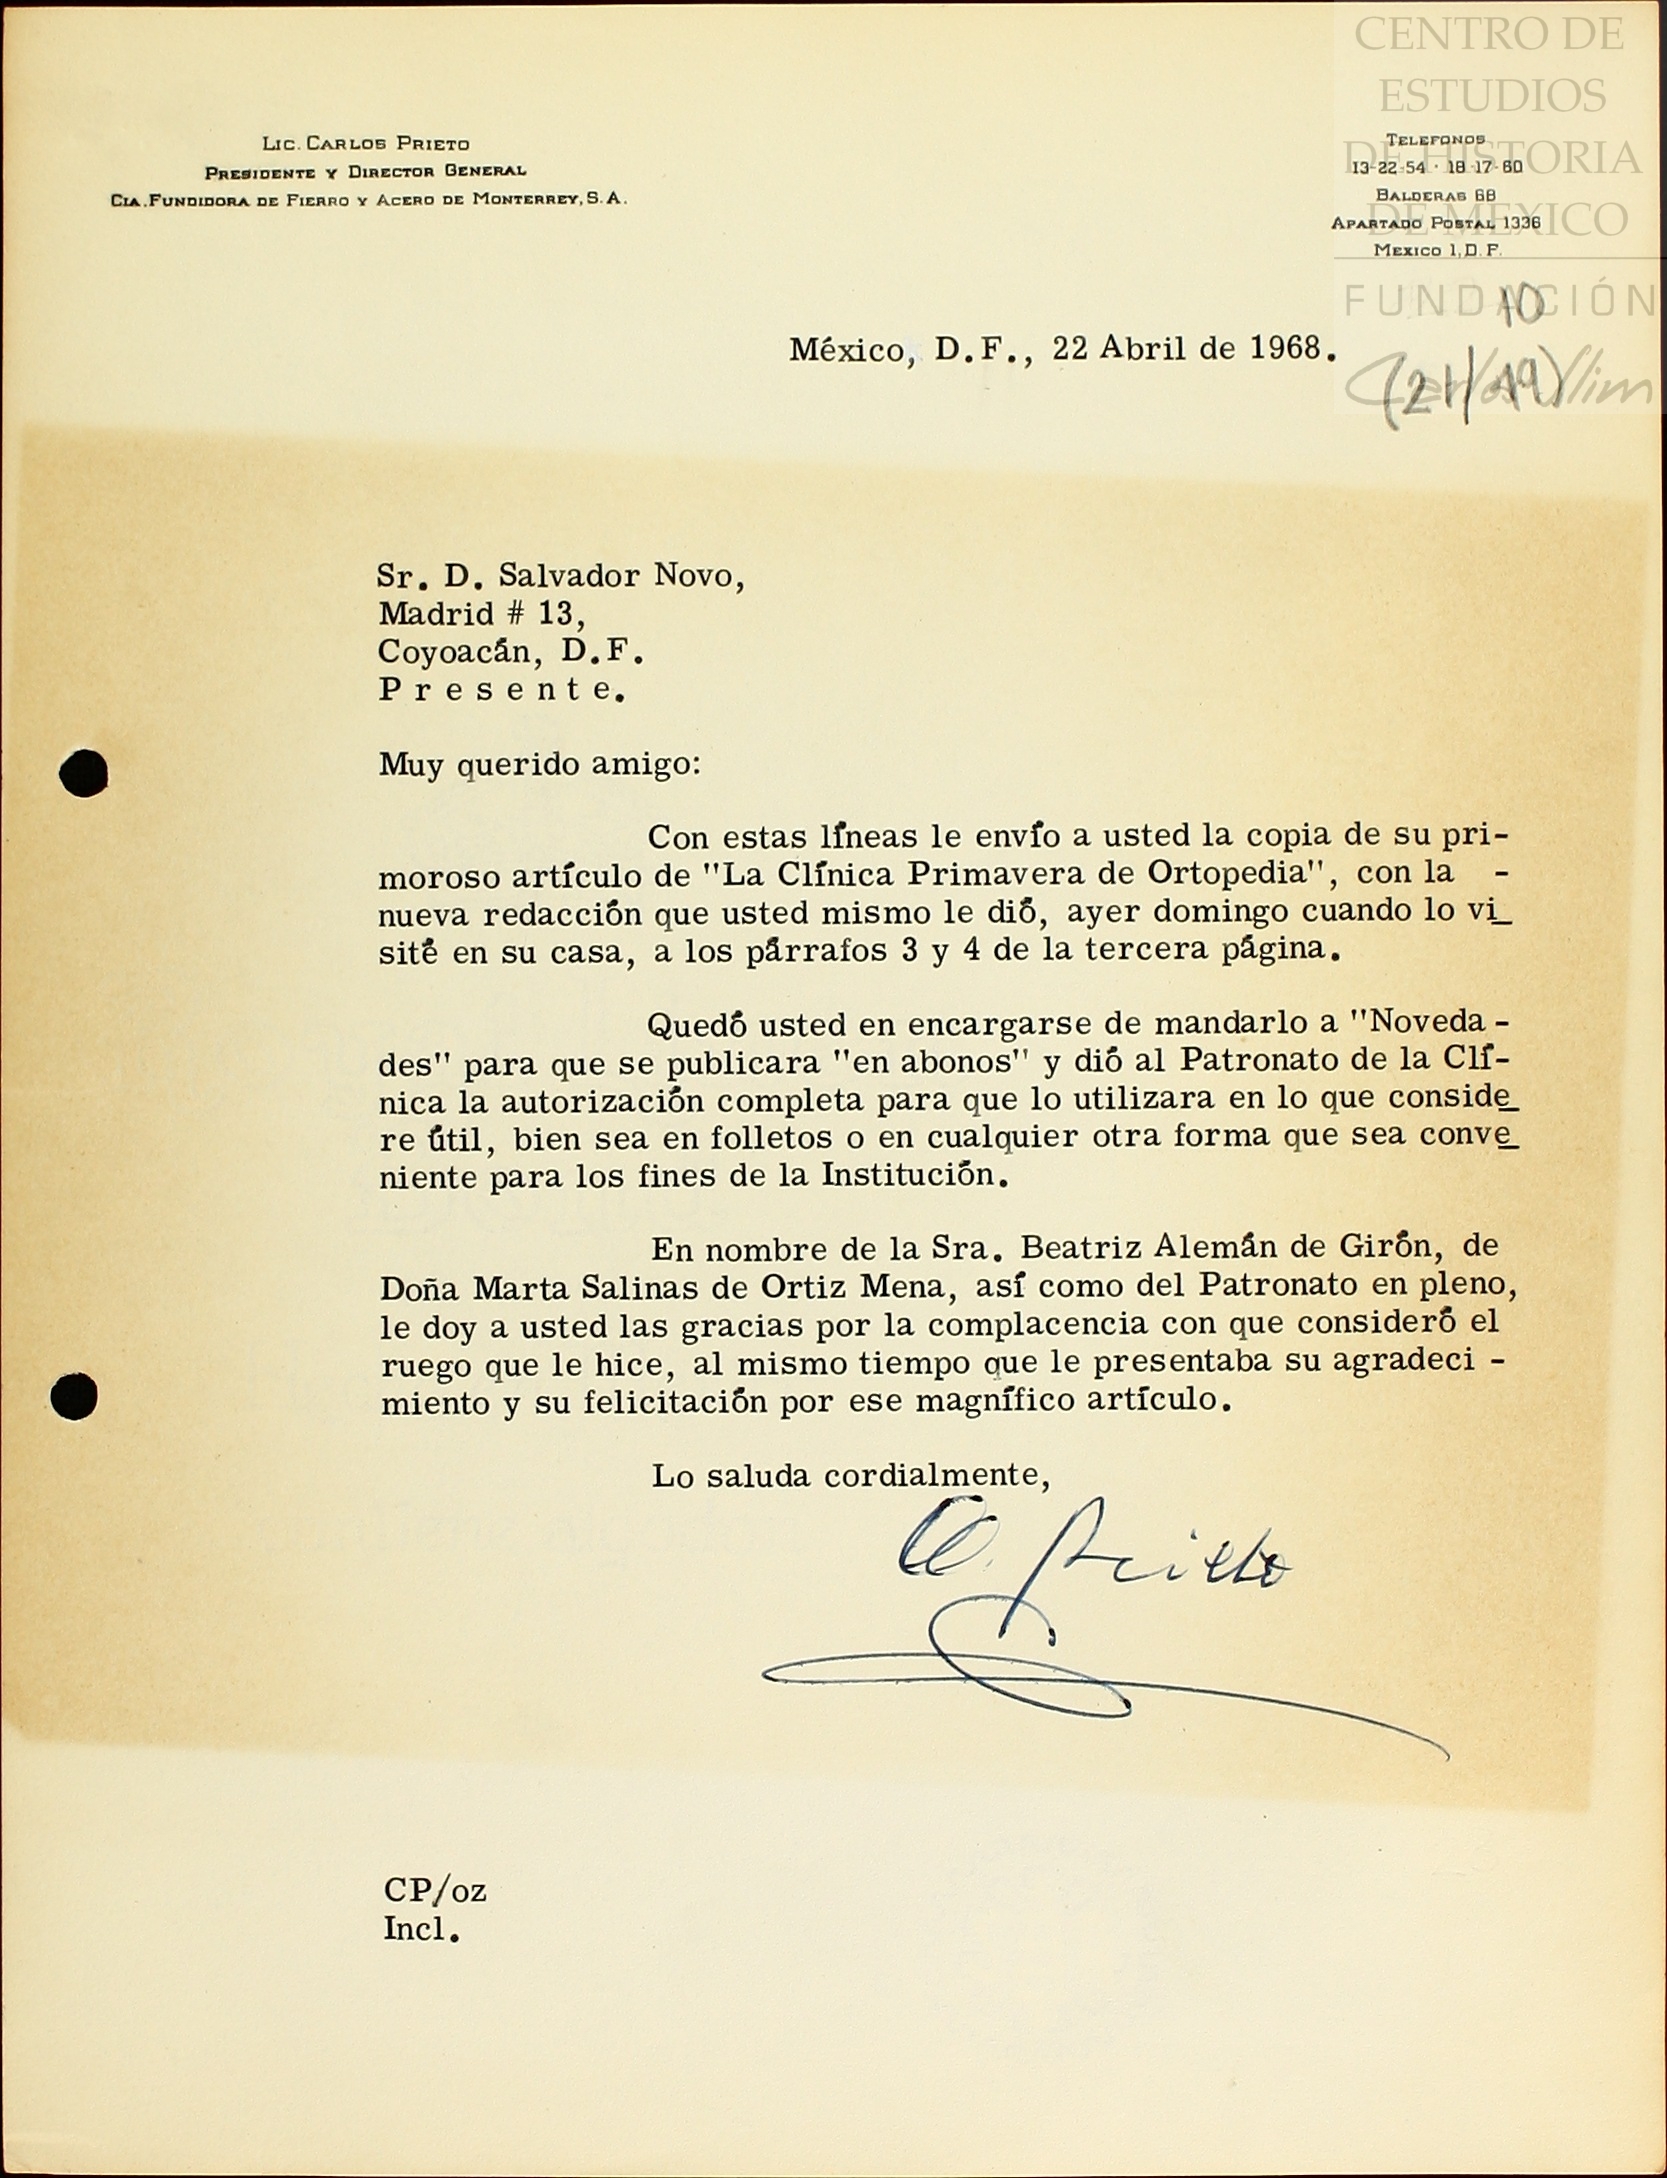 LIC. CARLOS PRIETO
PRESIDENTE Y DIRECTOR GENERAL
CIA. FUNDIDORA DE FIERRO Y ACERO DE MONTERREY, S. A.
CENTRO DE
ESTUDIOS
DE HISTORIA
DE MÉXICO
FUNDACIÓN
Carlos Slim
TELEFONOS
13-22-54 · 18-17-60
BALDERAS 68
APARTADO POSTAL 1336
MEXICO 1, D. F.
10
(21/19)
México, D.F., 22 Abril de 1968.
Sr. D. Salvador Novo,
Madrid # 13,
Coyoacán, D.F.
P r e s e n t e.
Muy querido amigo:
Con estas líneas le envío a usted la copia de su pri-
moroso artículo de "La Clínica Primavera de Ortopedia", con la -
nueva redacción que usted mismo le dió, ayer domingo cuando lo vi_
sité en su casa, a los párrafos 3 y 4 de la tercera página.
Quedó usted en encargarse de mandarlo a "Noveda -
des" para que se publicara "en abonos" y dió al Patronato de la Clí-
nica la autorización completa para que lo utilizara en lo que conside_
re útil, bien sea en folletos o en cualquier otra forma que sea conve_
niente para los fines de la Institución.
En nombre de la Sra. Beatriz Alemán de Girón, de
Doña Marta Salinas de Ortiz Mena, así como del Patronato en pleno,
le doy a usted las gracias por la complacencia con que consideró el
ruego que le hice, al mismo tiempo que le presentaba su agradeci -
miento y su felicitación por ese magnífico artículo.
Lo saluda cordialmente,
C. Prieto
CP/oz
Incl.